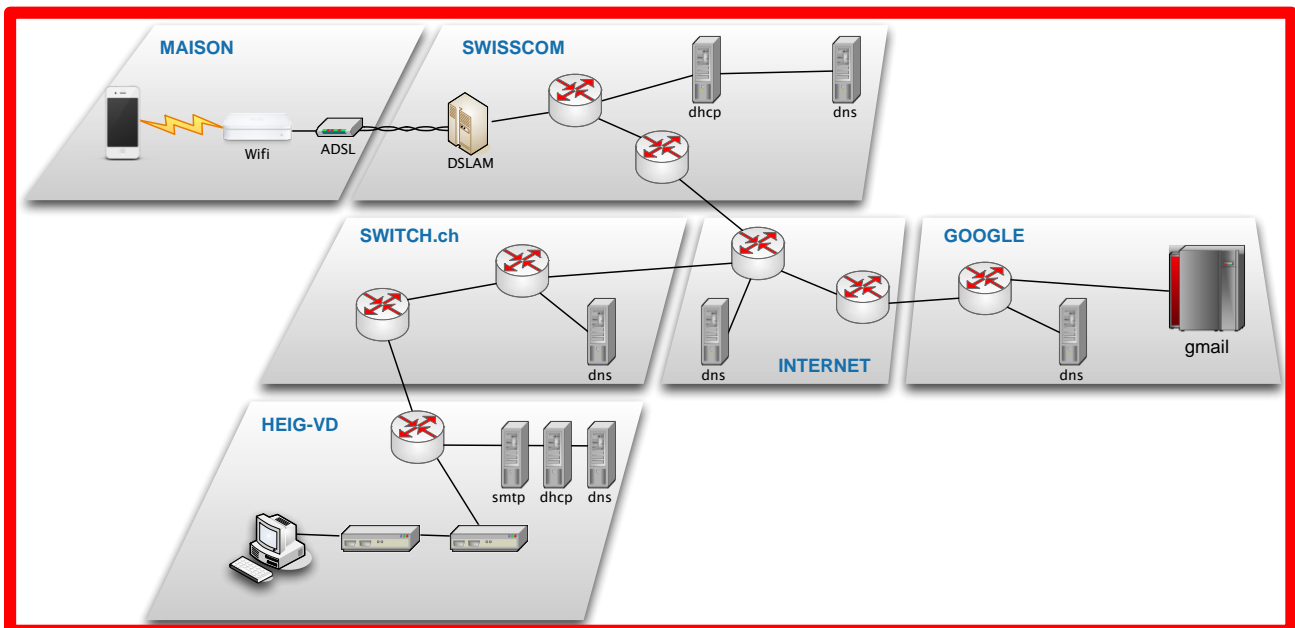 MAISON
SWISSCOM
dhcp
dns
Wifi
ADSL
DSLAM
SWITCH.ch
GOOGLE
dns
dns
INTERNET
dns
gmail
HEIG-VD
smtp
dhcp
dns